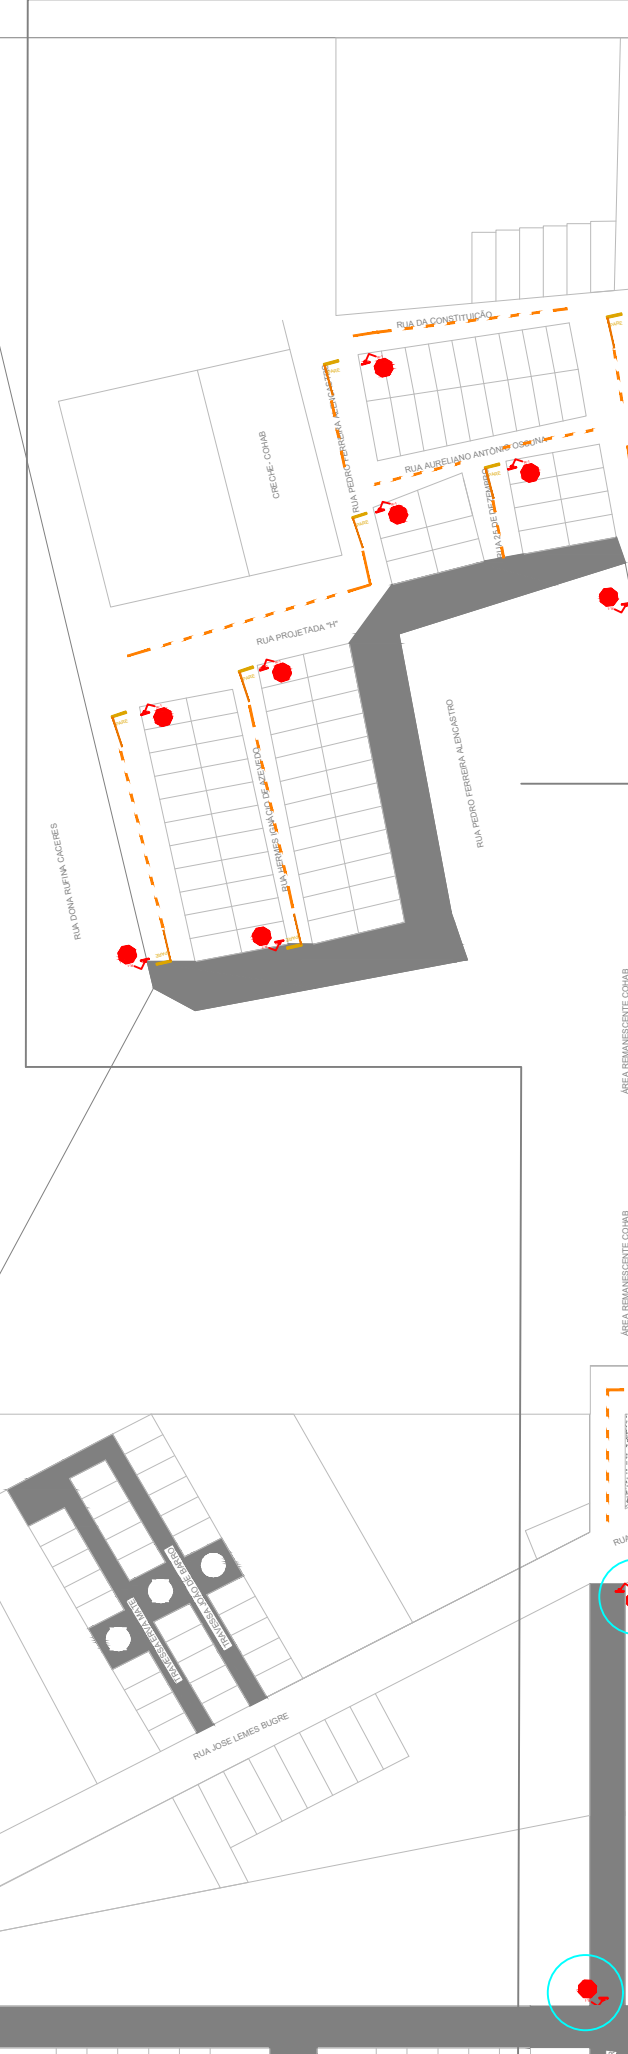 RUA DA CONSTITUIÇÃO
RUA PEDRO FERREIRA ALENCASTRO
CRECHE - COHAB
RUA AURELIANO ANTÔNIO OSSUNA
RUA 25 DE DEZEMBRO
RUA PROJETADA "H"
RUA PEDRO FERREIRA ALENCASTRO
RUA HERMES IGNACIO DE AZEVEDO
RUA DONA RUFINA CACERES
ÁREA REMANESCENTE COHAB
ÁREA REMANESCENTE COHAB
RUA
TRAVESSA JOÃO DE BARRO
TRAVESSA ERVA MATE
RUA JOSE LEMES BUGRE